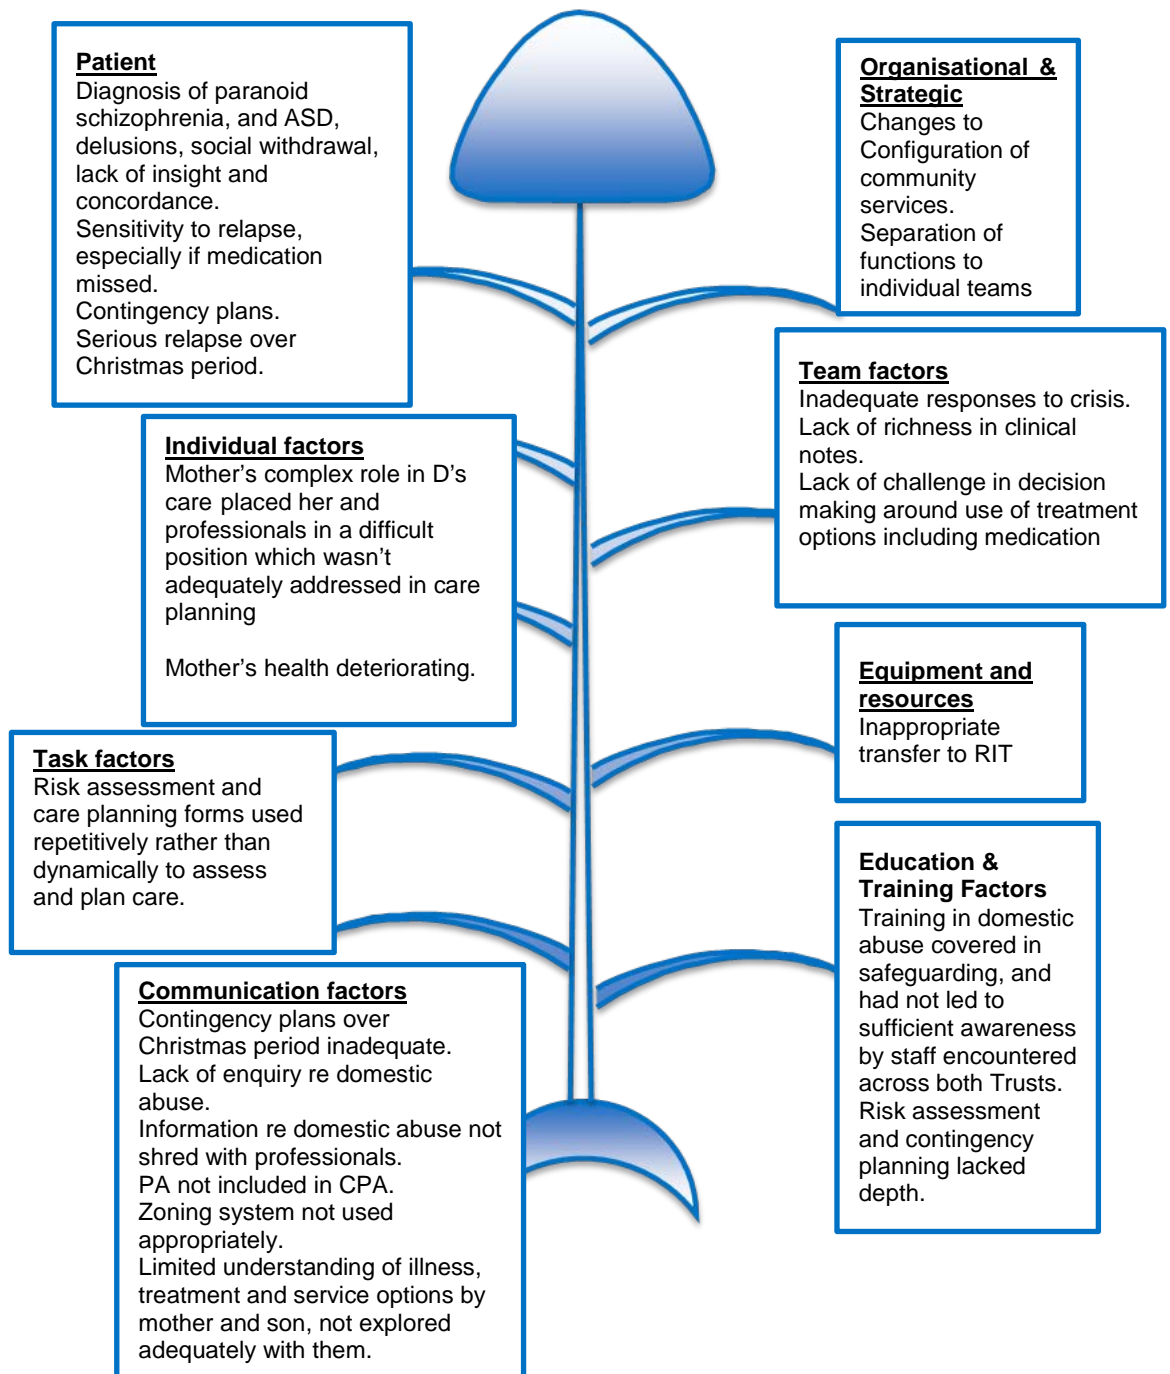 Patient
Diagnosis of paranoid
schizophrenia, and ASD,
delusions, social withdrawal,
lack of insight and
concordance.
Sensitivity to relapse,
especially if medication
missed.
Contingency plans.
Serious relapse over
Christmas period.
Organisational &
Strategic
Changes to
Configuration of
community
services.
Separation of
functions to
individual teams
Team factors
Inadequate responses to crisis.
Lack of richness in clinical
notes.
Lack of challenge in decision
making around use of treatment
options including medication
Individual factors
Mother’s complex role in D’s
care placed her and
professionals in a difficult
position which wasn’t
adequately addressed in care
planning
Mother’s health deteriorating.
Equipment and
resources
Inappropriate
transfer to RIT
Task factors
Risk assessment and
care planning forms used
repetitively rather than
dynamically to assess
and plan care.
Education &
Training Factors
Training in domestic
abuse covered in
safeguarding, and
had not led to
sufficient awareness
by staff encountered
across both Trusts.
Risk assessment
and contingency
planning lacked
depth.
Communication factors
Contingency plans over
Christmas period inadequate.
Lack of enquiry re domestic
abuse.
Information re domestic abuse not
shred with professionals.
PA not included in CPA.
Zoning system not used
appropriately.
Limited understanding of illness,
treatment and service options by
mother and son, not explored
adequately with them.